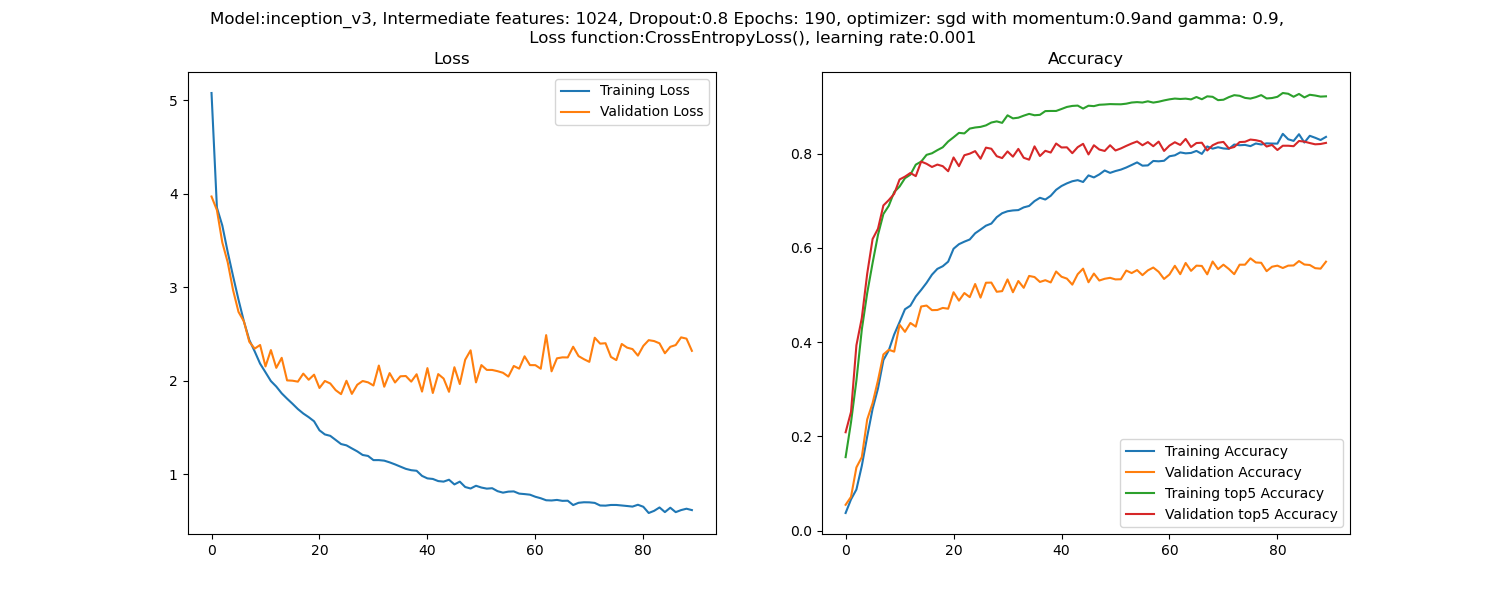 Model:inception_v3, Intermediate features: 1024, Dropout:0.8 Epochs: 190, optimizer: sgd with momentum:0.9and gamma: 0.9,
Loss function:CrossEntropyLoss(), learning rate:0.001
Loss
5
4
3
2
1
0
20
40
60
80
Training Loss
Validation Loss
Accuracy
0.8
0.6
0.4
0.2
0.0
0
20
40
60
80
Training Accuracy
Validation Accuracy
Training top5 Accuracy
Validation top5 Accuracy